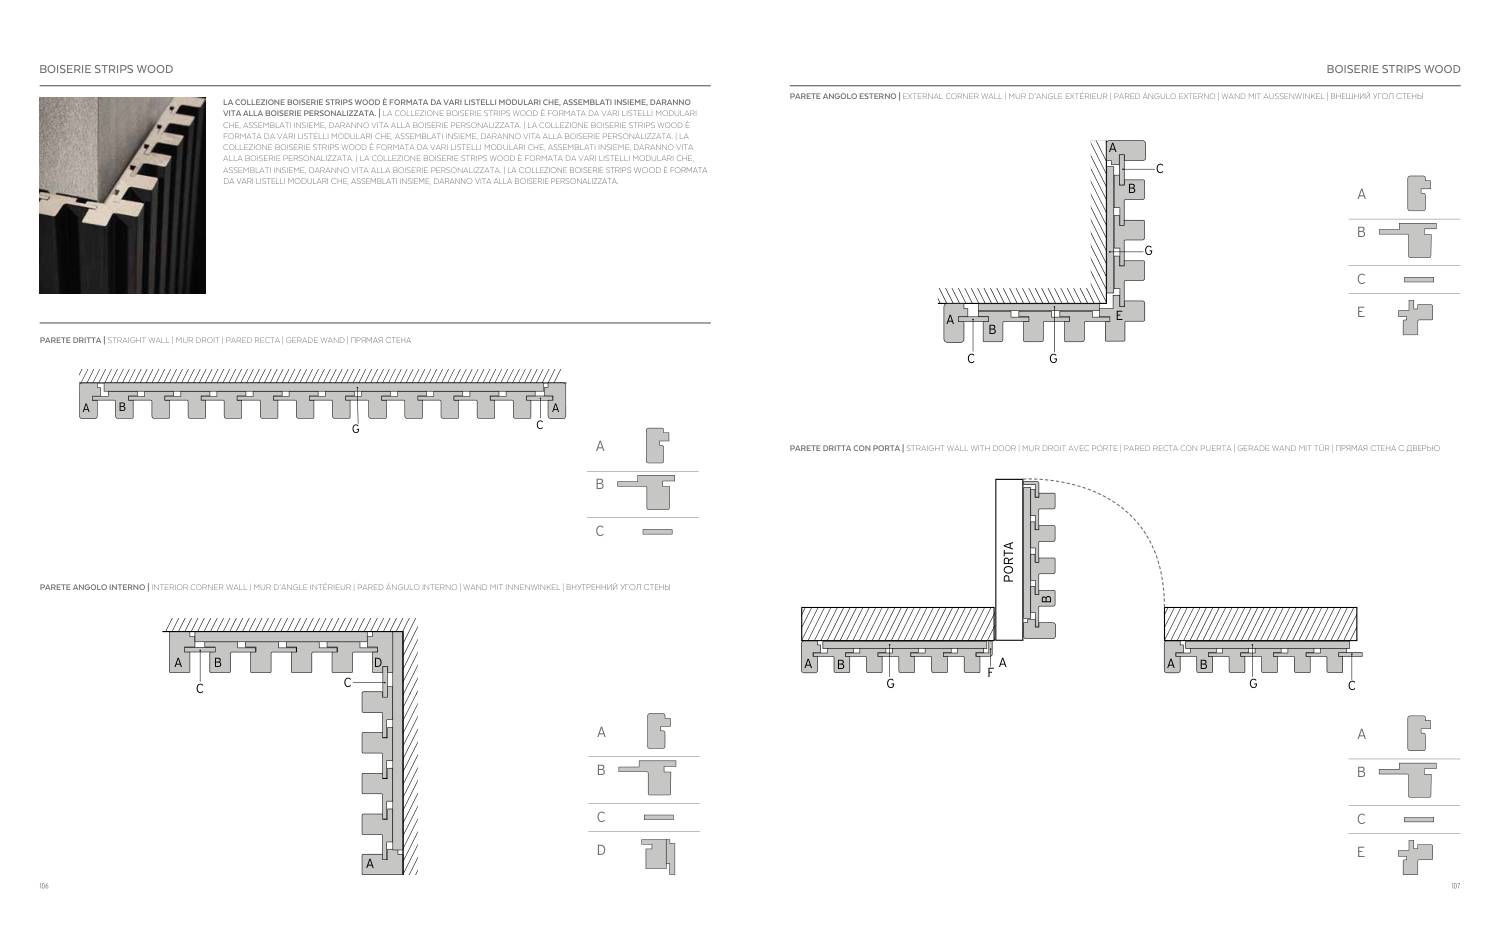 BOISERIE STRIPS WOOD
LA COLLEZIONE BOISERIE STRIPS WOOD È FORMATA DA VARI LISTELLI MODULARI CHE, ASSEMBLATI INSIEME, DARANNO
VITA ALLA BOISERIE PERSONALIZZATA. | LA COLLEZIONE BOISERIE STRIPS WOOD È FORMATA DA VARI LISTELLI MODULARI
CHE, ASSEMBLATI INSIEME, DARANNO VITA ALLA BOISERIE PERSONALIZZATA. | LA COLLEZIONE BOISERIE STRIPS WOOD È
FORMATA DA VARI LISTELLI MODULARI CHE, ASSEMBLATI INSIEME, DARANNO VITA ALLA BOISERIE PERSONALIZZATA. | LA
COLLEZIONE BOISERIE STRIPS WOOD È FORMATA DA VARI LISTELLI MODULARI CHE, ASSEMBLATI INSIEME, DARANNO VITA
ALLA BOISERIE PERSONALIZZATA. | LA COLLEZIONE BOISERIE STRIPS WOOD È FORMATA DA VARI LISTELLI MODULARI CHE,
ASSEMBLATI INSIEME, DARANNO VITA ALLA BOISERIE PERSONALIZZATA. | LA COLLEZIONE BOISERIE STRIPS WOOD È FORMATA
DA VARI LISTELLI MODULARI CHE, ASSEMBLATI INSIEME, DARANNO VITA ALLA BOISERIE PERSONALIZZATA.
PARETE DRITTA | STRAIGHT WALL | MUR DROIT | PARED RECTA | GERADE WAND | ПРЯМАЯ СТЕНА
A B A
G C
A
B
C
PARETE ANGOLO INTERNO | INTERIOR CORNER WALL | MUR D'ANGLE INTÉRIEUR | PARED ÁNGULO INTERNO | WAND MIT INNENWINKEL | ВНУТРЕННИЙ УГОЛ СТЕНЫ
A B D
C C
A
A
B
C
D
106
BOISERIE STRIPS WOOD
PARETE ANGOLO ESTERNO | EXTERNAL CORNER WALL | MUR D'ANGLE EXTÉRIEUR | PARED ÁNGULO EXTERNO | WAND MIT AUSSENWINKEL | ВНЕШНИЙ УГОЛ СТЕНЫ
A
C
B
G
A B E
C G
A
B
C
E
PARETE DRITTA CON PORTA | STRAIGHT WALL WITH DOOR | MUR DROIT AVEC PORTE | PARED RECTA CON PUERTA | GERADE WAND MIT TÜR | ПРЯМАЯ СТЕНА С ДВЕРЬЮ
PORTA
B
A B A A B
G F G C
A
B
C
E
107